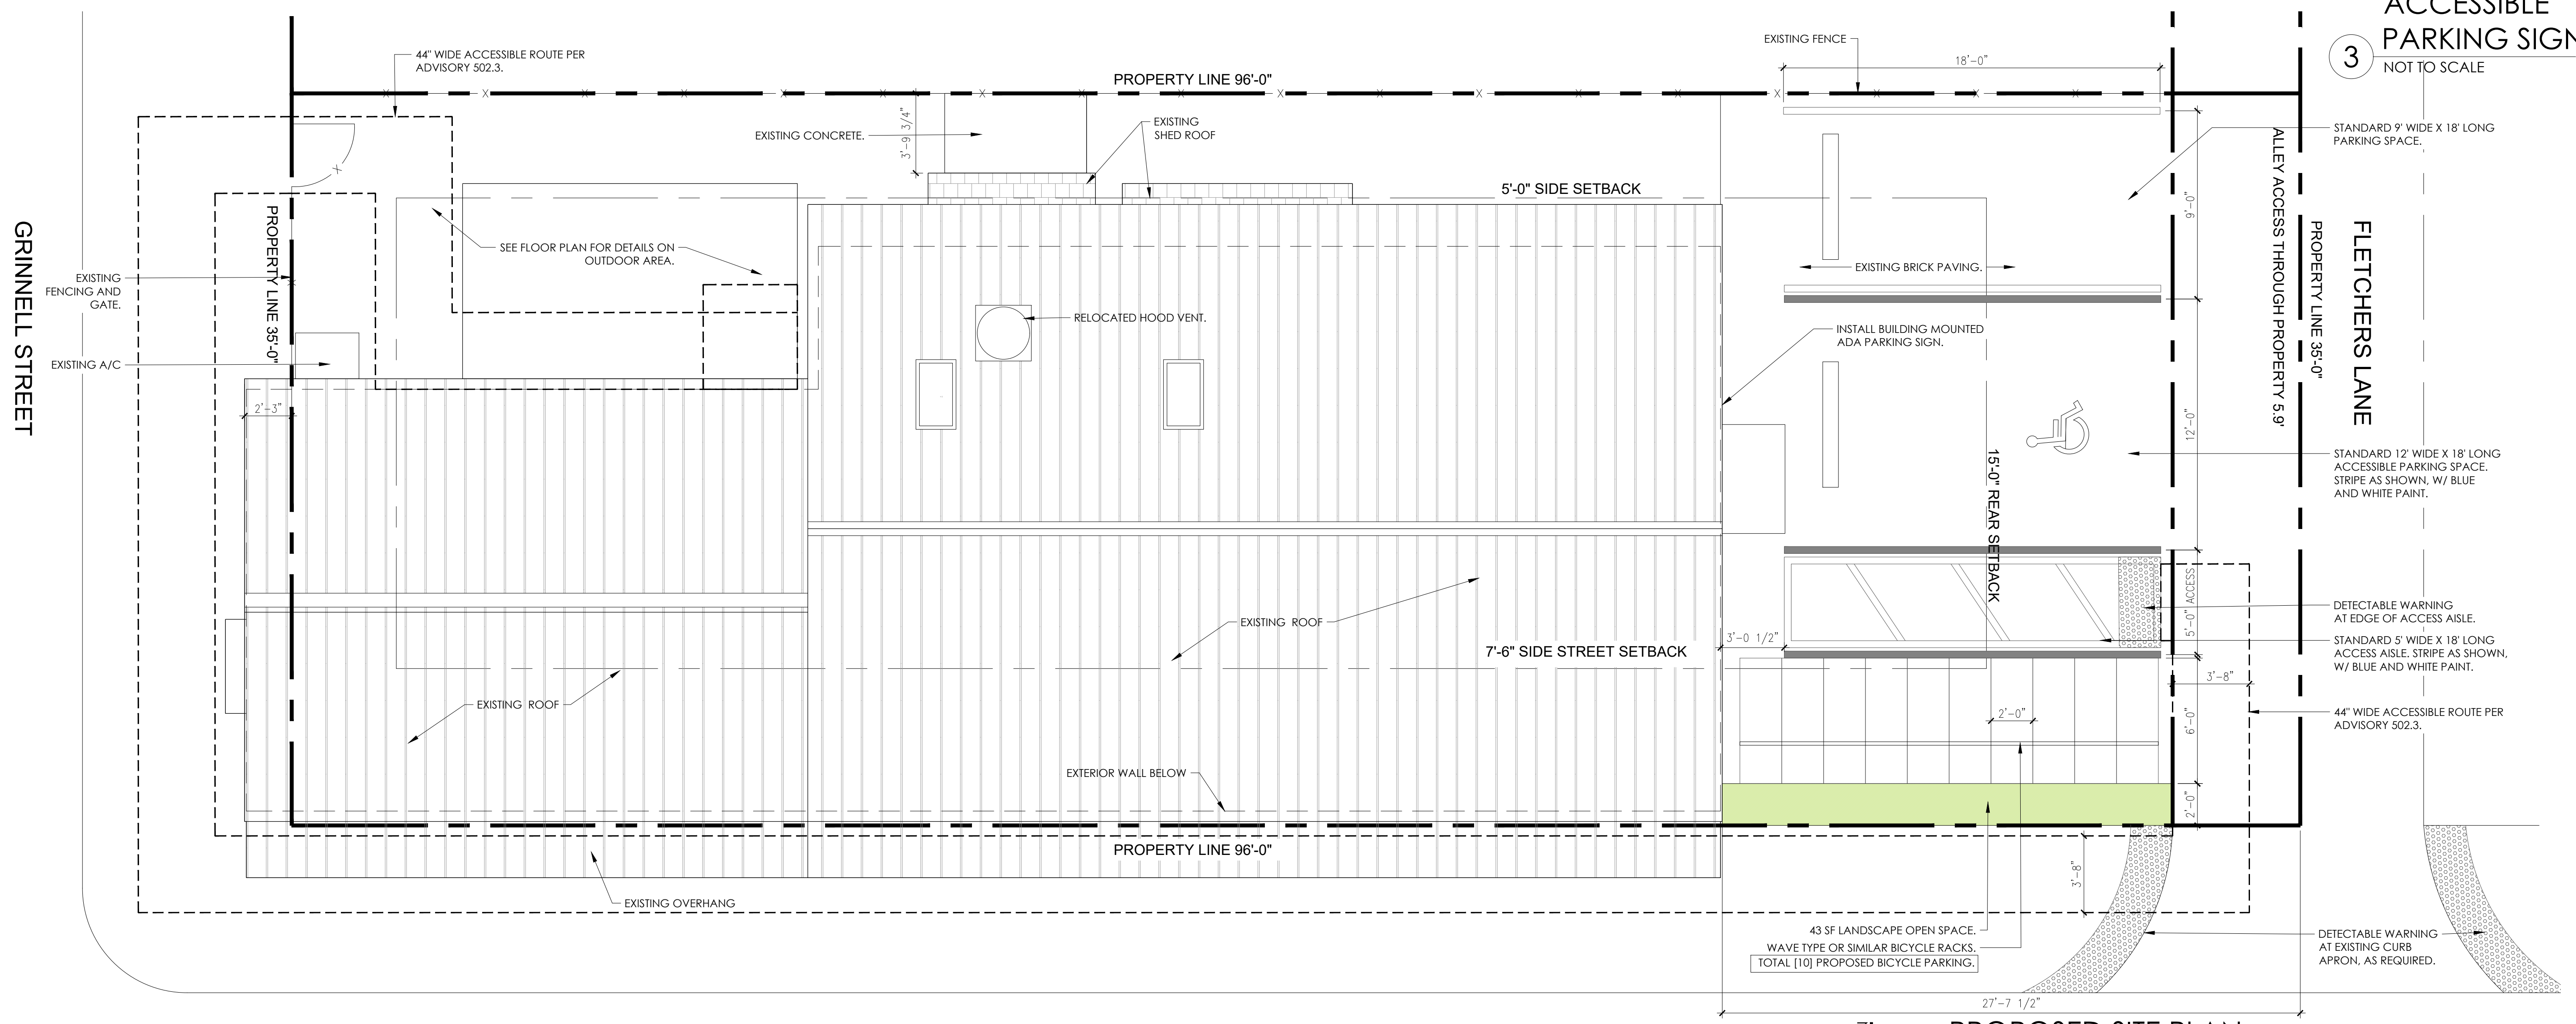 ACCESSIBLE
3 PARKING SIGN
NOT TO SCALE
44" WIDE ACCESSIBLE ROUTE PER
ADVISORY 502.3.
EXISTING FENCE
18'-0"
PROPERTY LINE 96'-0"
EXISTING CONCRETE.
3'-9 3/4"
EXISTING
SHED ROOF
STANDARD 9' WIDE X 18' LONG
PARKING SPACE.
5'-0" SIDE SETBACK
9'-0"
ALLEY ACCESS THROUGH PROPERTY 5.9'
PROPERTY LINE 35'-0"
FLETCHERS LANE
GRINNELL STREET
PROPERTY LINE 35'-0"
SEE FLOOR PLAN FOR DETAILS ON
OUTDOOR AREA.
EXISTING
FENCING AND
GATE.
EXISTING BRICK PAVING.
RELOCATED HOOD VENT.
INSTALL BUILDING MOUNTED
ADA PARKING SIGN.
EXISTING A/C
2'-3"
12'-0"
15'-0" REAR SETBACK
STANDARD 12' WIDE X 18' LONG
ACCESSIBLE PARKING SPACE.
STRIPE AS SHOWN, W/ BLUE
AND WHITE PAINT.
5'-0" ACCESS
DETECTABLE WARNING
AT EDGE OF ACCESS AISLE.
EXISTING ROOF
3'-0 1/2"
7'-6" SIDE STREET SETBACK
STANDARD 5' WIDE X 18' LONG
ACCESS AISLE. STRIPE AS SHOWN,
W/ BLUE AND WHITE PAINT.
3'-8"
EXISTING ROOF
2'-0"
6'-0"
44" WIDE ACCESSIBLE ROUTE PER
ADVISORY 502.3.
EXTERIOR WALL BELOW
2'-0"
PROPERTY LINE 96'-0"
3'-8"
EXISTING OVERHANG
43 SF LANDSCAPE OPEN SPACE.
WAVE TYPE OR SIMILAR BICYCLE RACKS.
TOTAL [10] PROPOSED BICYCLE PARKING.
DETECTABLE WARNING
AT EXISTING CURB
APRON, AS REQUIRED.
27'-7 1/2"
PROPOSED SITE PLAN